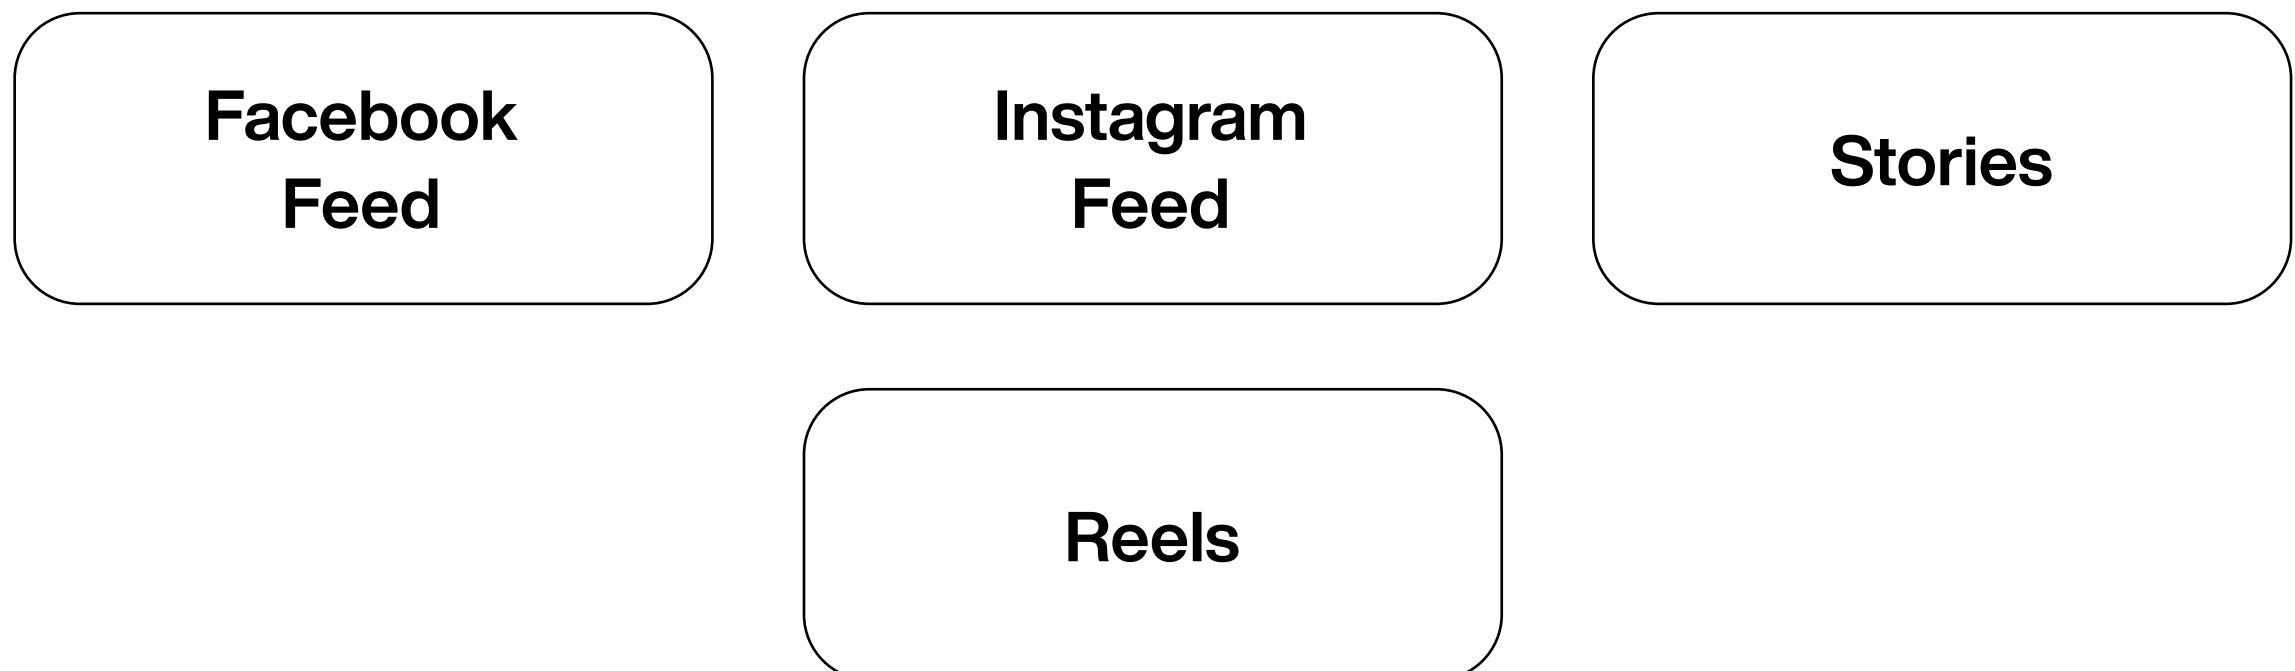 Facebook
Feed
Instagram
Feed
Stories
Reels